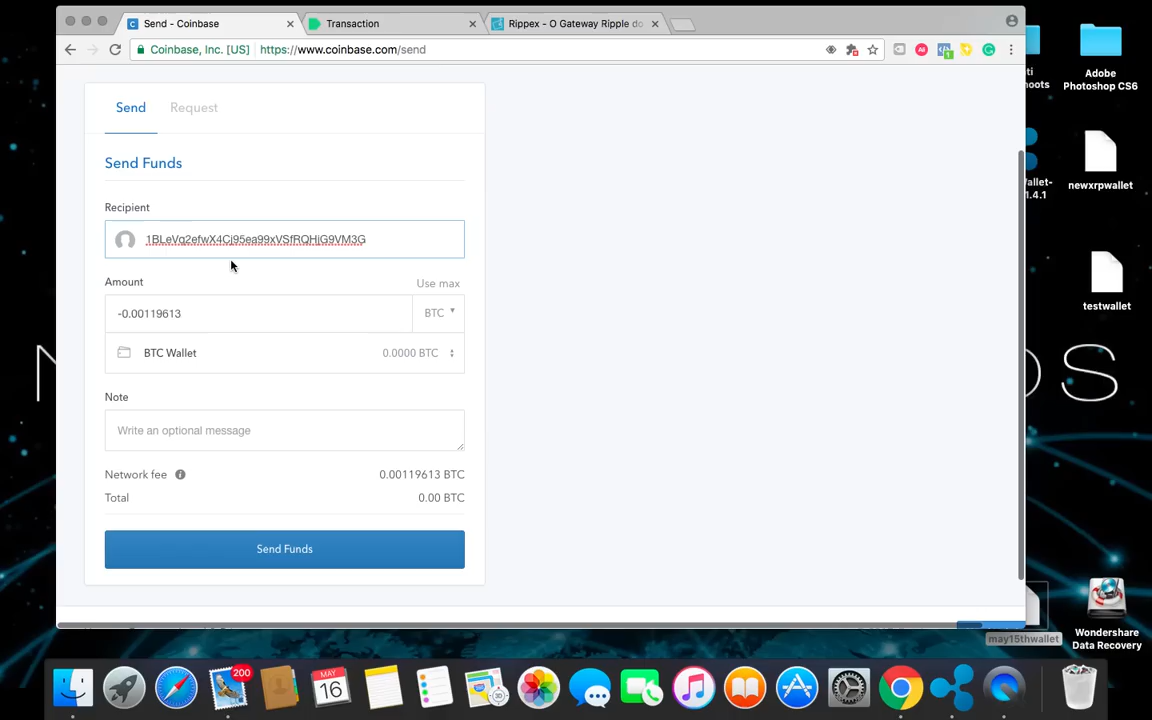 Send - Coinbase
Transaction
Rippex - O Gateway Ripple do
Coinbase, Inc. [US]
https://www.coinbase.com/send
Send
Request
Send Funds
Recipient
1BLeVq2efwX4Cj95ea99xVSfRQHjG9VM3G
Amount
Use max
-0.00119613
BTC
BTC Wallet
0.0000 BTC
Note
Write an optional message
Network fee
0.00119613 BTC
Total
0.00 BTC
Send Funds
Adobe
Photoshop CS6
newxrpwallet
testwallet
may15thwallet
Wondershare
Data Recovery
200
MAY
16